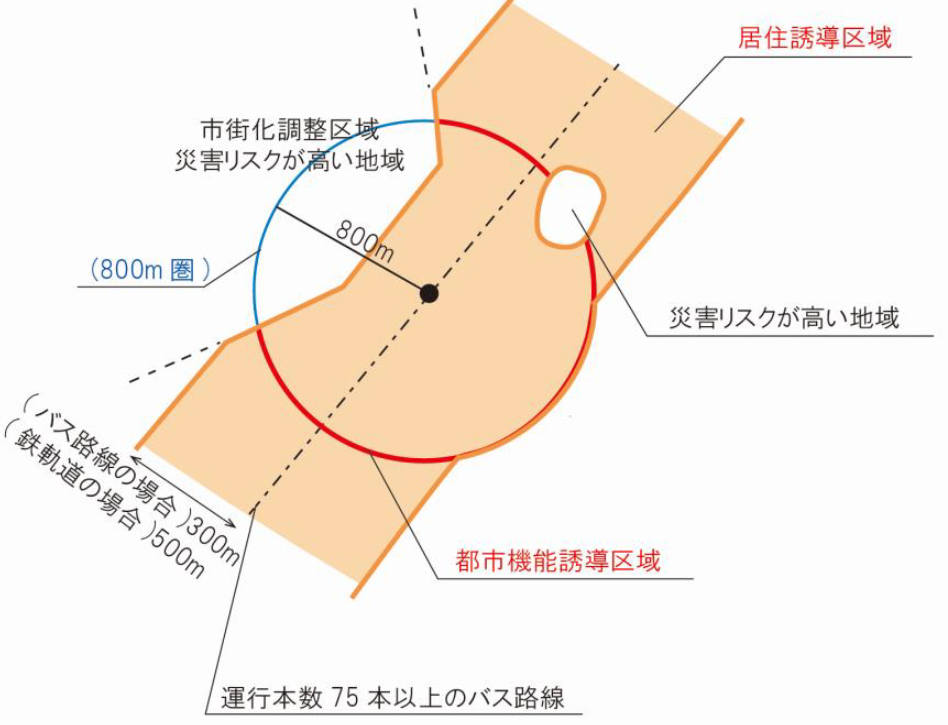 居住誘導区域
市街化調整区域
災害リスクが高い地域
800m
（800m 圏）
災害リスクが高い地域
（バス路線の場合）300m
（鉄軌道の場合）500m
都市機能誘導区域
運行本数 75 本以上のバス路線